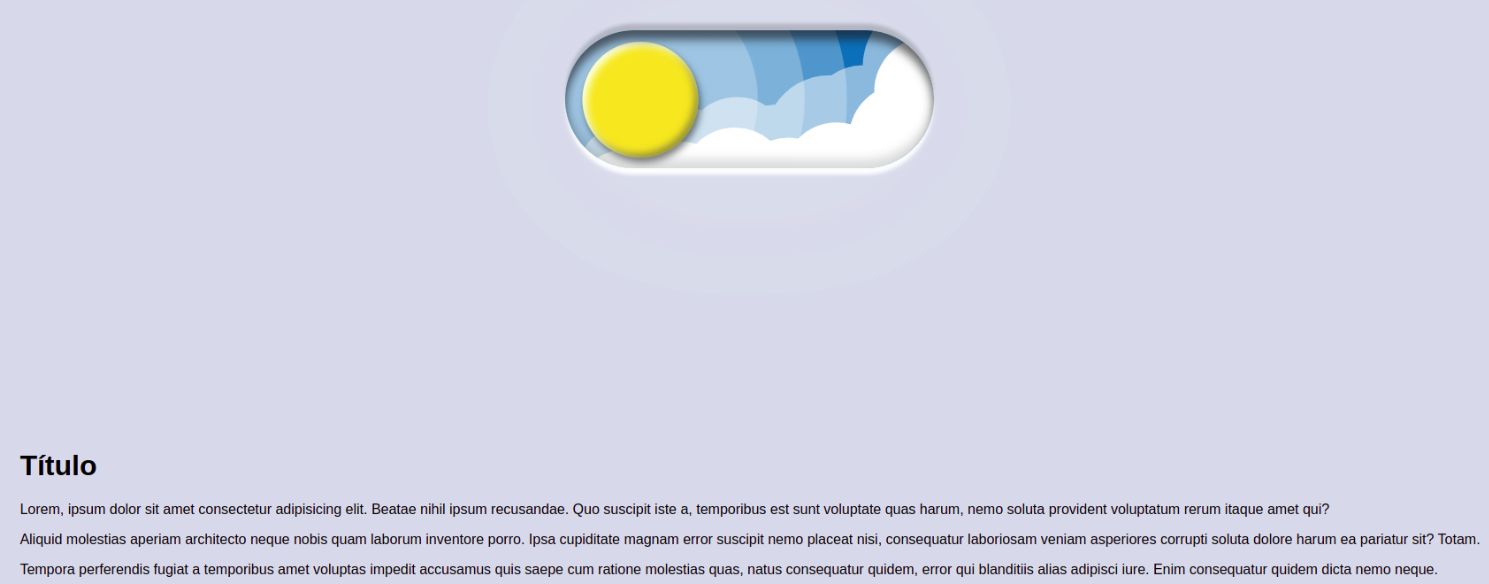 Título
Lorem, ipsum dolor sit amet consectetur adipisicing elit. Beatae nihil ipsum recusandae. Quo suscipit iste a, temporibus est sunt voluptate quas harum, nemo soluta provident voluptatum rerum itaque amet qui?
Aliquid molestias aperiam architecto neque nobis quam laborum inventore porro. Ipsa cupiditate magnam error suscipit nemo placeat nisi, consequatur laboriosam veniam asperiores corrupti soluta dolore harum ea pariatur sit? Totam.
Tempora perferendis fugiat a temporibus amet voluptas impedit accusamus quis saepe cum ratione molestias quas, natus consequatur quidem, error qui blanditiis alias adipisci iure. Enim consequatur quidem dicta nemo neque.